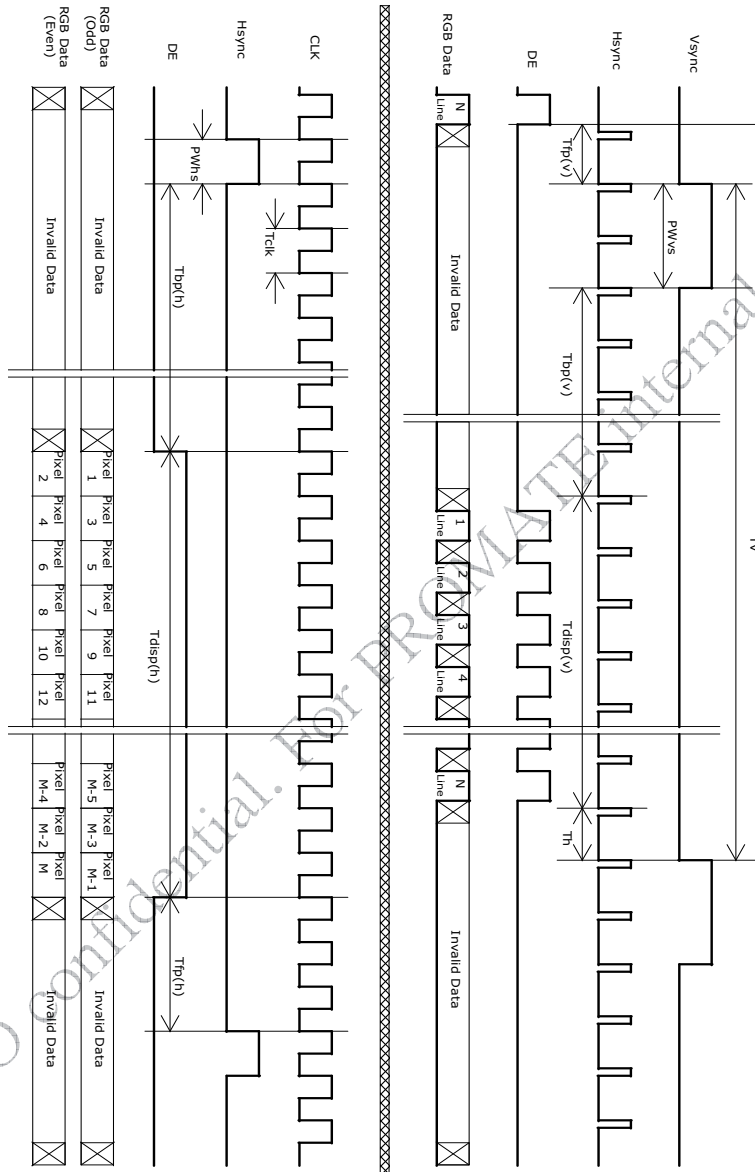 Vsync
PWvs
Hsync
Tfp(v)
Tbp(v)
Tdisp(v)
Th
DE
RGB Data
N
Line
Invalid Data
1
Line
2
Line
3
Line
4
Line
N
Line
Invalid Data
CLK
Tclk
Hsync
PWhs
DE
Tbp(h)
Tdisp(h)
Tfp(h)
RGB Data
(Odd)
Invalid Data
Pixel
1
Pixel
3
Pixel
5
Pixel
7
Pixel
9
Pixel
11
Pixel
M-5
Pixel
M-3
Pixel
M-1
Invalid Data
RGB Data
(Even)
Invalid Data
Pixel
2
Pixel
4
Pixel
6
Pixel
8
Pixel
10
Pixel
12
Pixel
M-4
Pixel
M-2
Pixel
M
Invalid Data
confidential. For PROMATE internal